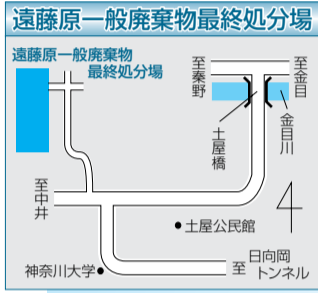 遠藤原一般廃棄物最終処分場
遠藤原一般廃棄物
最終処分場
至秦野
至金目
土屋橋
金目川
至中井
土屋公民館
神奈川大学
至 日向岡
トンネル